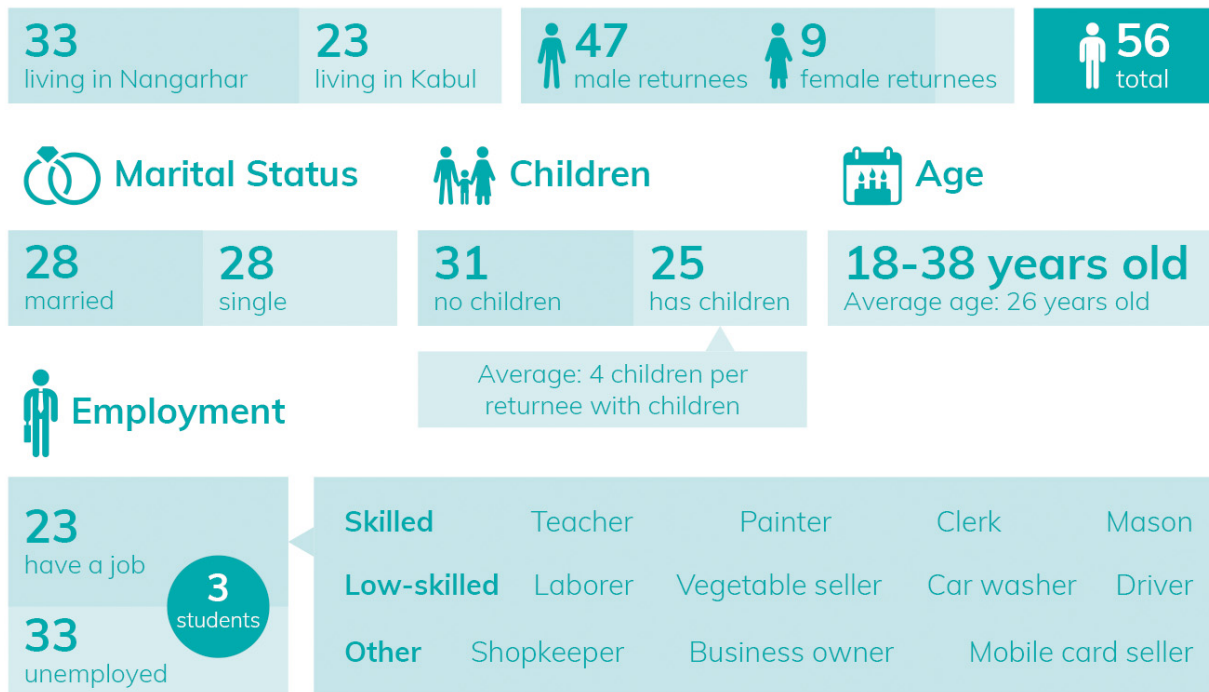 33
living in Nangarhar
23
living in Kabul
47
male returnees
9
female returnees
56
total
Marital Status
28
married
28
single
Children
31
no children
25
has children
Average: 4 children per
returnee with children
Age
18-38 years old
Average age: 26 years old
Employment
23
have a job
3
students
33
unemployed
Skilled Teacher Painter Clerk Mason
Low-skilled Laborer Vegetable seller Car washer Driver
Other Shopkeeper Business owner Mobile card seller